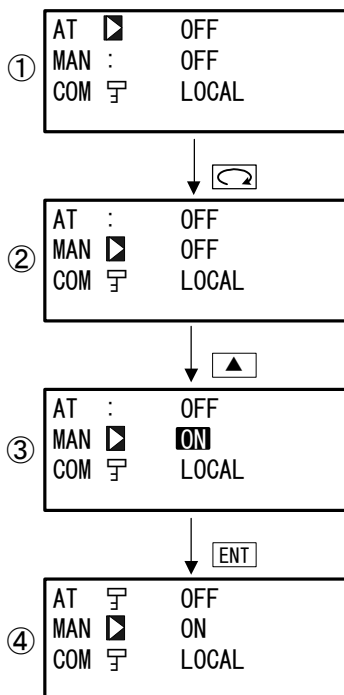 ①
AT ▶ OFF
MAN : OFF
COM LOCAL
②
AT : OFF
MAN ▶ OFF
COM LOCAL
▲
③
AT : OFF
MAN ▶ ON
COM LOCAL
ENT
④
AT OFF
MAN ▶ ON
COM LOCAL